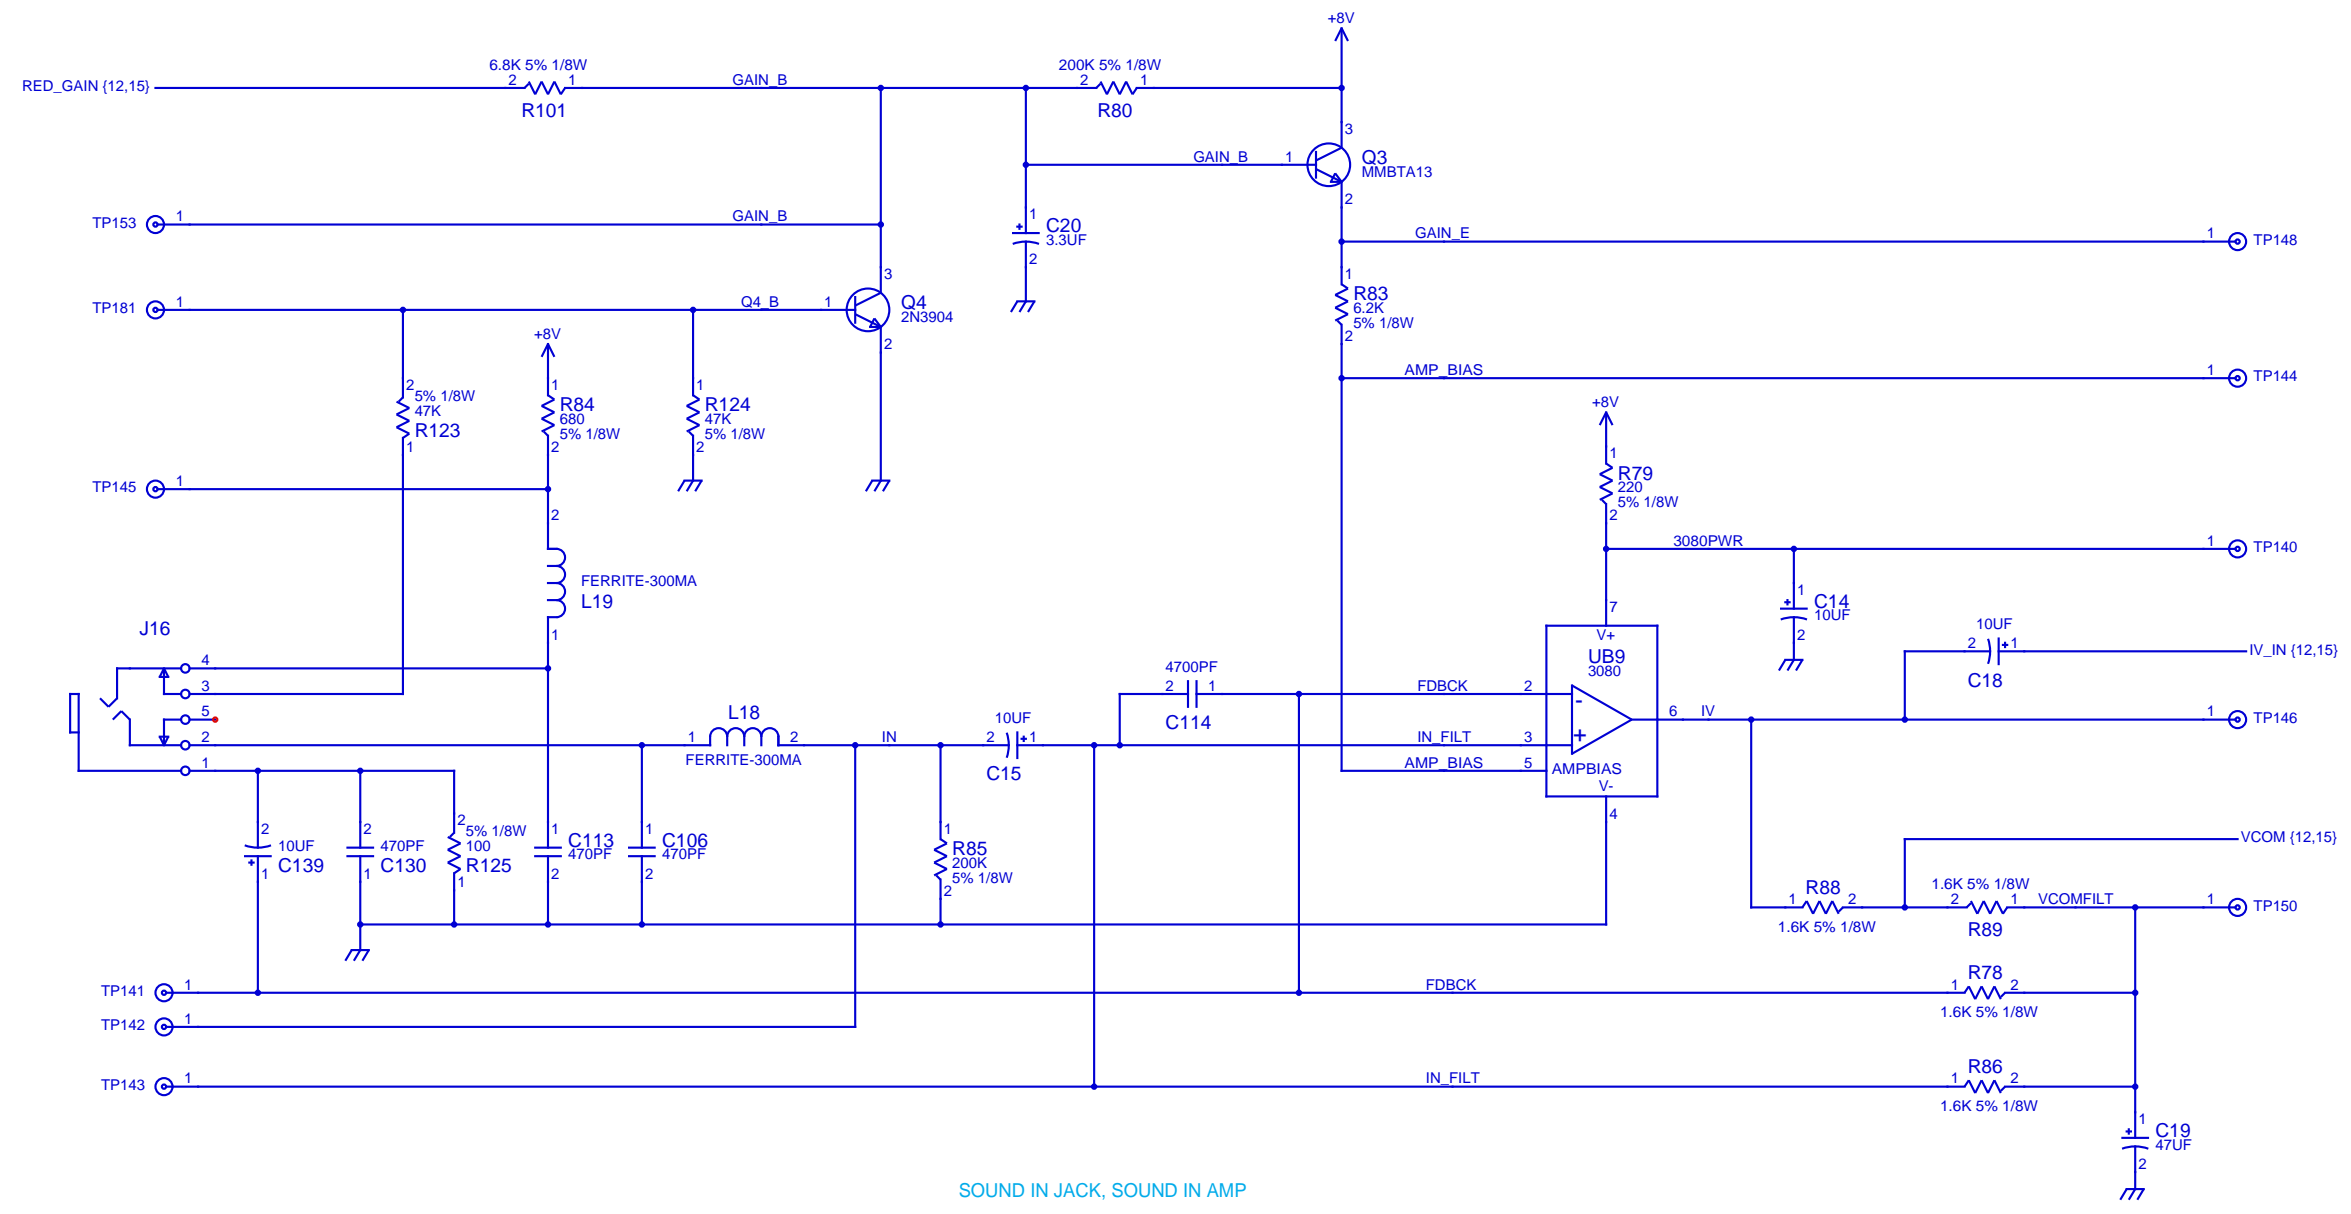 +8V
6.8K 5% 1/8W
200K 5% 1/8W
RED_GAIN {12,15}
2 1
GAIN_B
2 1
R101
R80
3
GAIN_B
1
Q3
MMBTA13
2
TP153
1
GAIN_B
1
C20
3.3UF
2
GAIN_E
1
TP148
3
1
TP181
1
Q4_B
1
Q4
2N3904
2
R83
6.2K
5% 1/8W
2
+8V
AMP_BIAS
1
TP144
2
5% 1/8W
47K
R123
1
1
R84
680
5% 1/8W
2
1
R124
47K
5% 1/8W
2
+8V
1
R79
220
5% 1/8W
2
TP145
1
2
3080PWR
1
TP140
FERRITE-300MA
L19
1
7
1
C14
10UF
2
J16
V+
UB9
3080
10UF
2
+
1
IV_IN {12,15}
C18
4
3
5
2
1
4700PF
2 1
C114
FDBCK
2
-
L18
1 2
FERRITE-300MA
IN
10UF
2
+
1
C15
IN_FILT
3
+
6
IV
1
TP146
AMP_BIAS
5
AMPBIAS
V-
4
2
10UF
C139
+
1
2
470PF
C130
1
2
5% 1/8W
100
R125
1
1
C113
470PF
2
1
C106
470PF
2
1
R85
200K
5% 1/8W
2
VCOM {12,15}
R88
1 2
1.6K 5% 1/8W
1.6K 5% 1/8W
2 1
R89
VCOMFILT
1
TP150
TP141
1
FDBCK
R78
1 2
1.6K 5% 1/8W
TP142
1
TP143
1
IN_FILT
R86
1 2
1.6K 5% 1/8W
1
+
C19
47UF
2
SOUND IN JACK, SOUND IN AMP